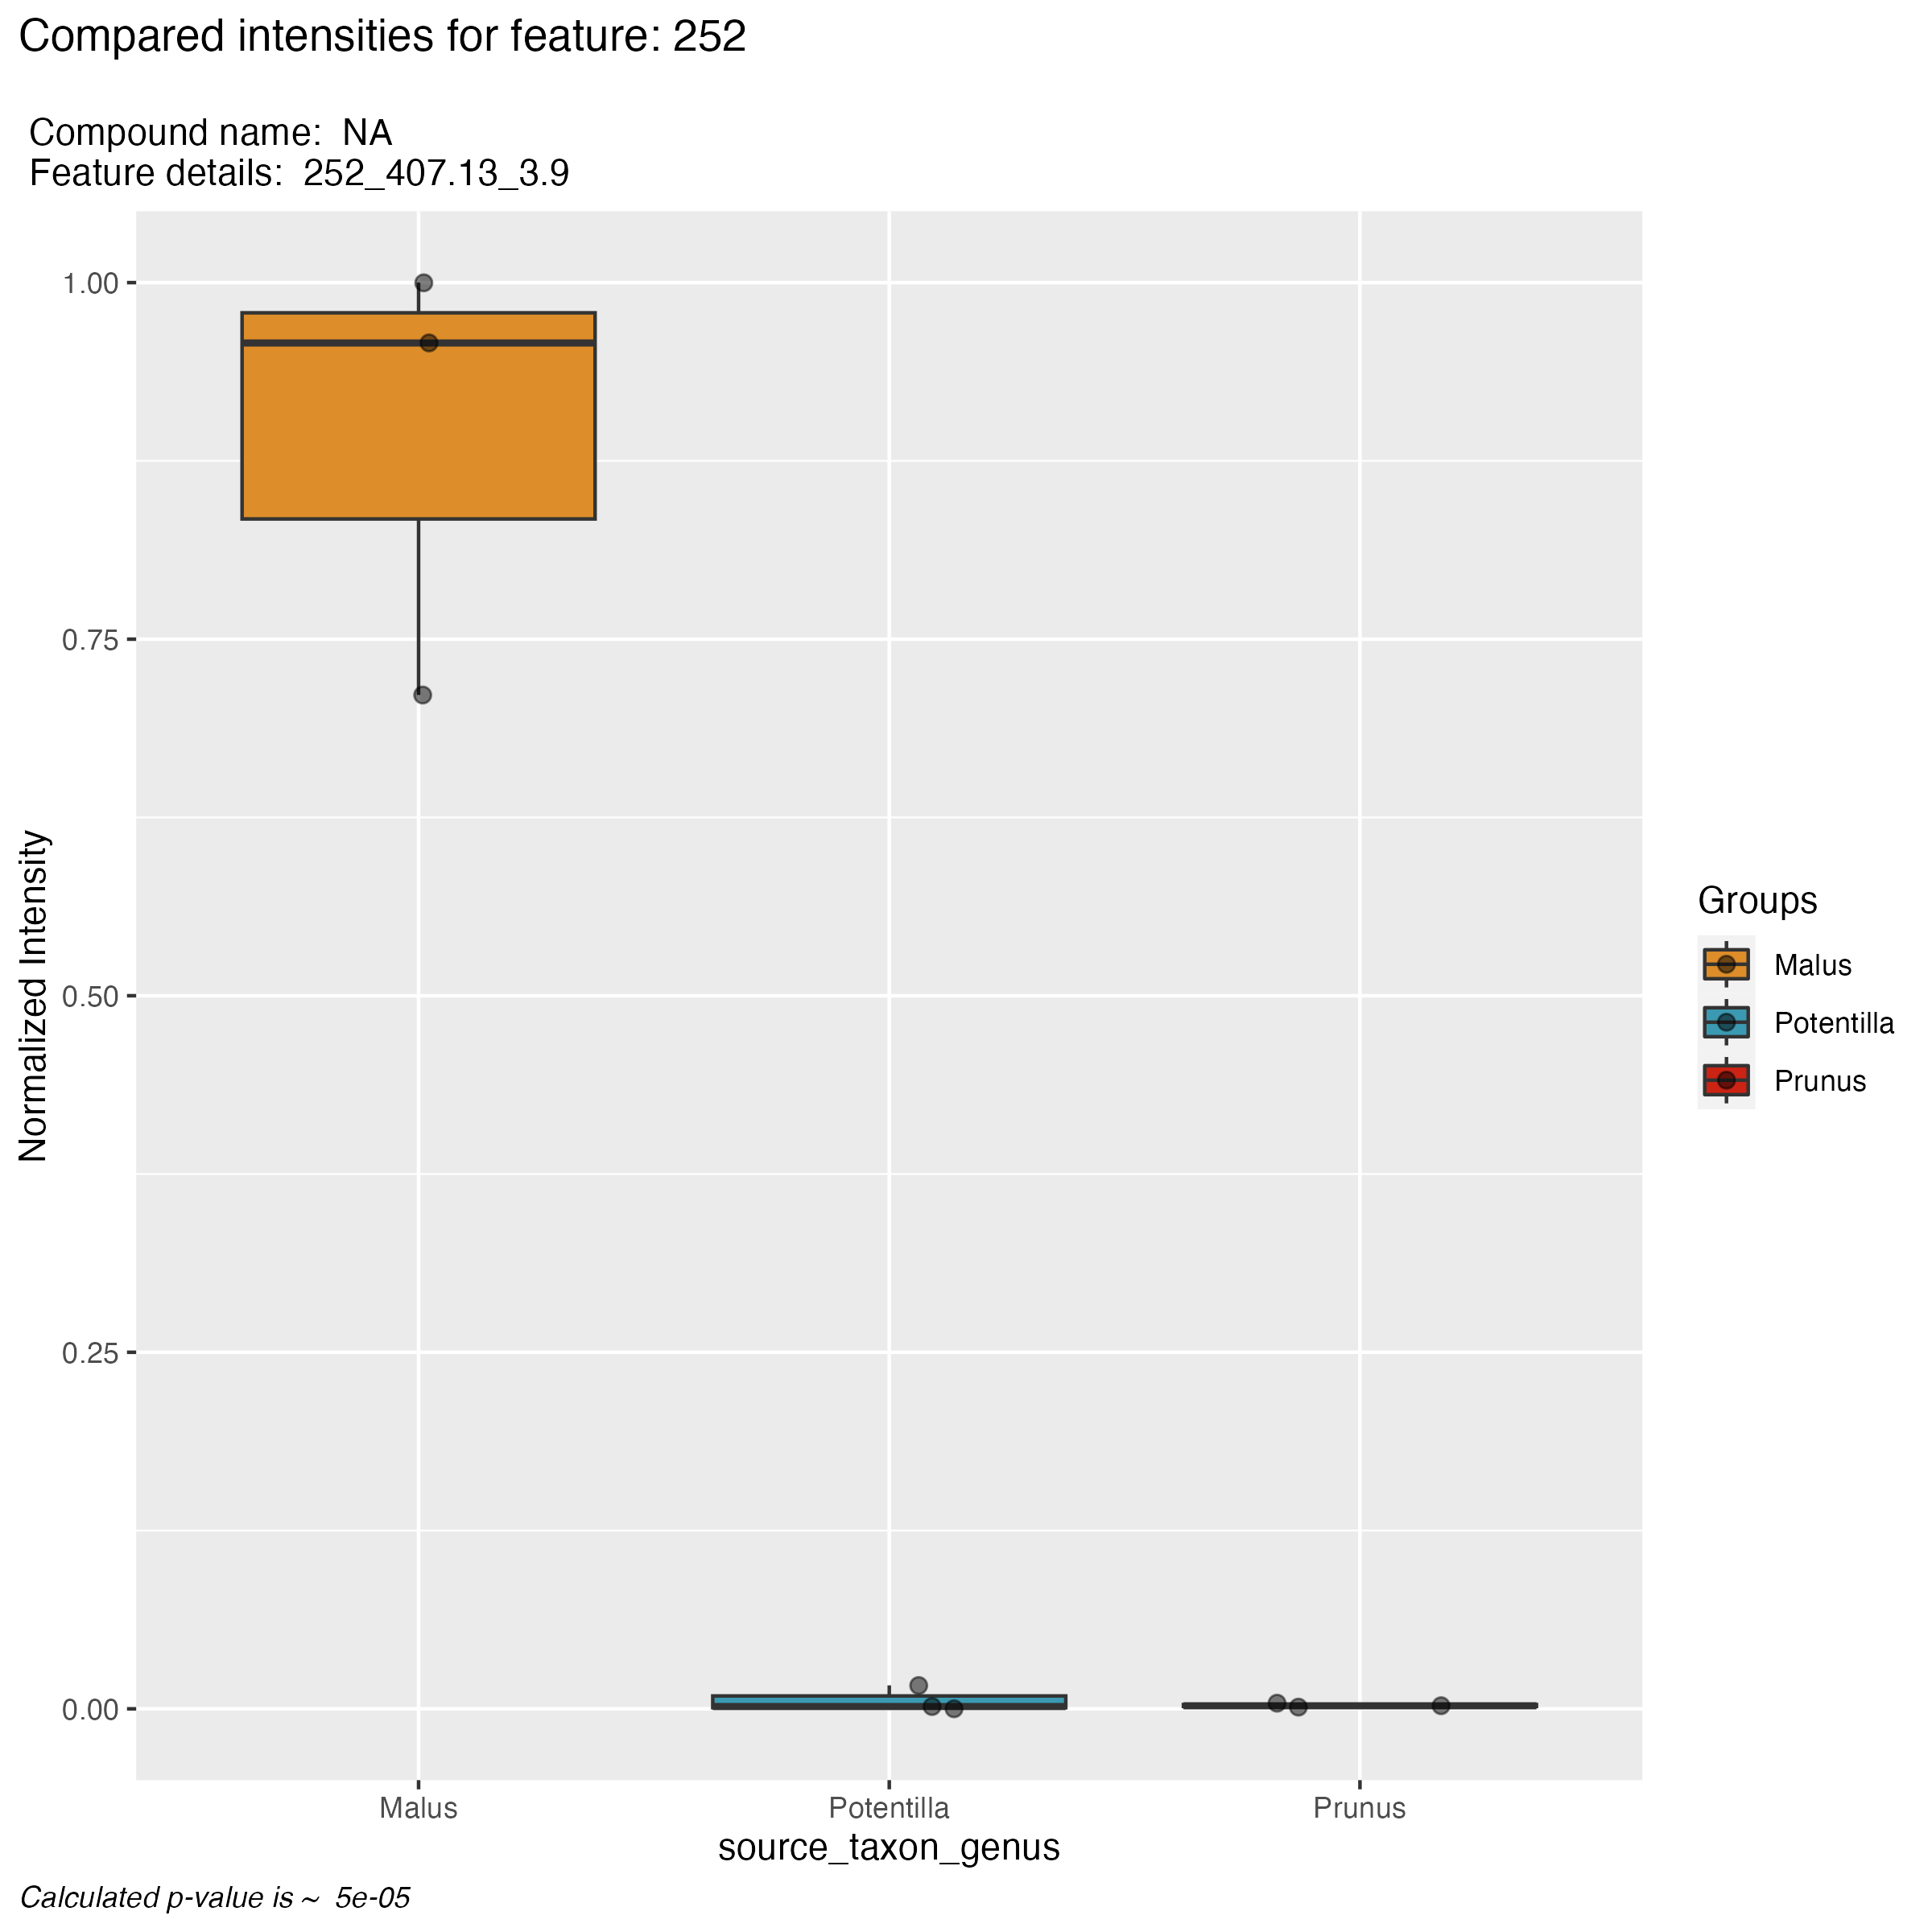 Compared intensities for feature: 252
Compound name:  NA
Feature details:  252_407.13_3.9
1.00
0.75
0.50
0.25
0.00
Normalized Intensity
Malus
Potentilla
Prunus
source_taxon_genus
Groups
Malus
Potentilla
Prunus
Calculated p-value is ~  5e-05